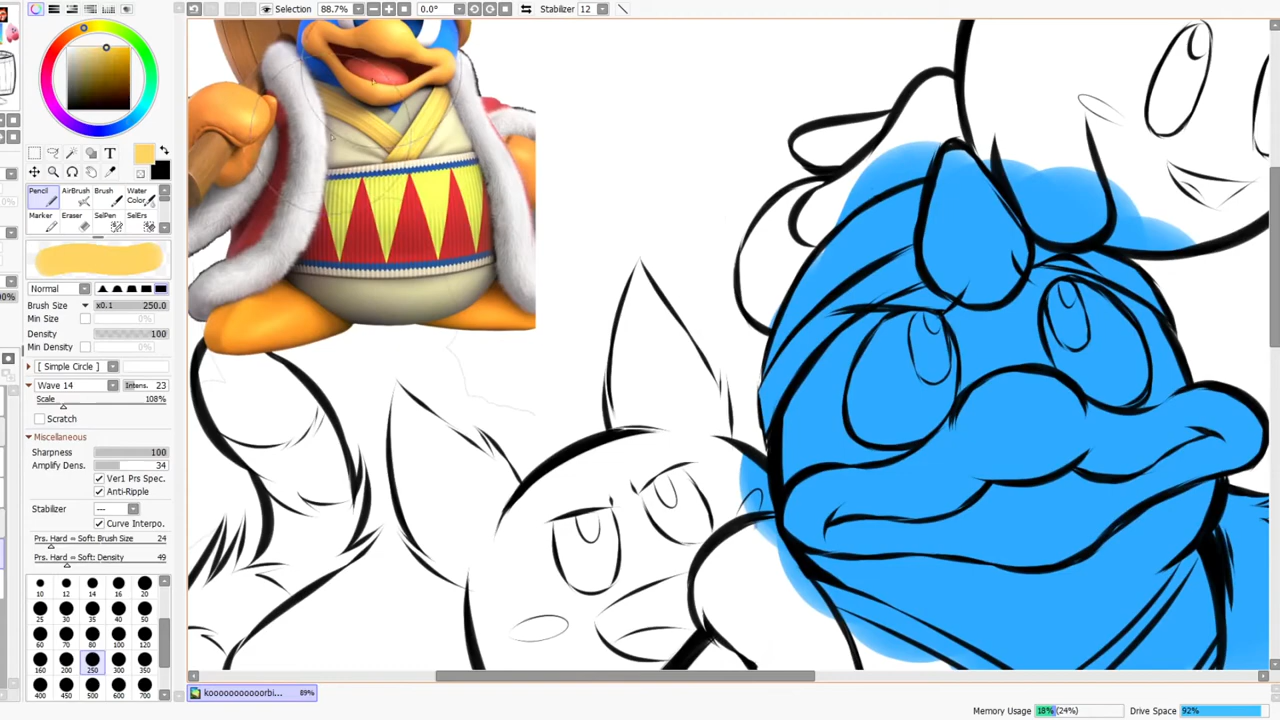 Selection 88.7% 0.0° Stabilizer 12
T
Pencil AirBrush Brush Water Color
Marker Eraser SelPen SelErs
Normal
Brush Size x0.1 250.0
Min Size 0%
Density 100
Min Density 0%
[ Simple Circle ]
Wave 14 Intens. 23
Scale 108%
Scratch
Miscellaneous
Sharpness 100
Amplify Dens. 34
Ver1 Prs Spec.
Anti-Ripple
Stabilizer ---
Curve Interpo.
Prs. Hard ⇔ Soft: Brush Size 24
Prs. Hard ⇔ Soft: Density 49
10 12 14 16 20
25 30 35 40 50
60 70 80 100 120
160 200 250 300 350
400 450 500 600 700
kooooooooooorbi... 89%
Memory Usage 18% (24%) Drive Space 92%